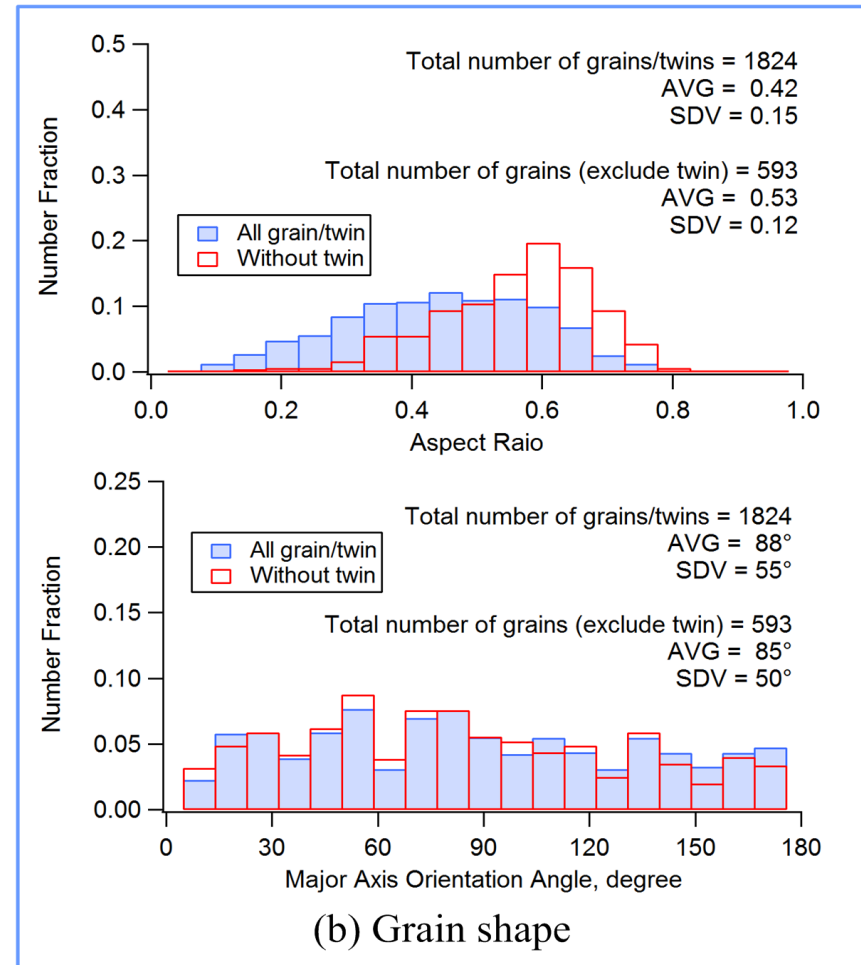 0.5
0.4
0.3
0.2
0.1
0.0
Number Fraction
Total number of grains/twins = 1824
AVG = 0.42
SDV = 0.15
Total number of grains (exclude twin) = 593
AVG = 0.53
SDV = 0.12
All grain/twin
Without twin
0.0 0.2 0.4 0.6 0.8 1.0
Aspect Raio
0.25
0.20
0.15
0.10
0.05
0.00
Number Fraction
Total number of grains/twins = 1824
AVG = 88°
SDV = 55°
Total number of grains (exclude twin) = 593
AVG = 85°
SDV = 50°
All grain/twin
Without twin
0 30 60 90 120 150 180
Major Axis Orientation Angle, degree
(b) Grain shape